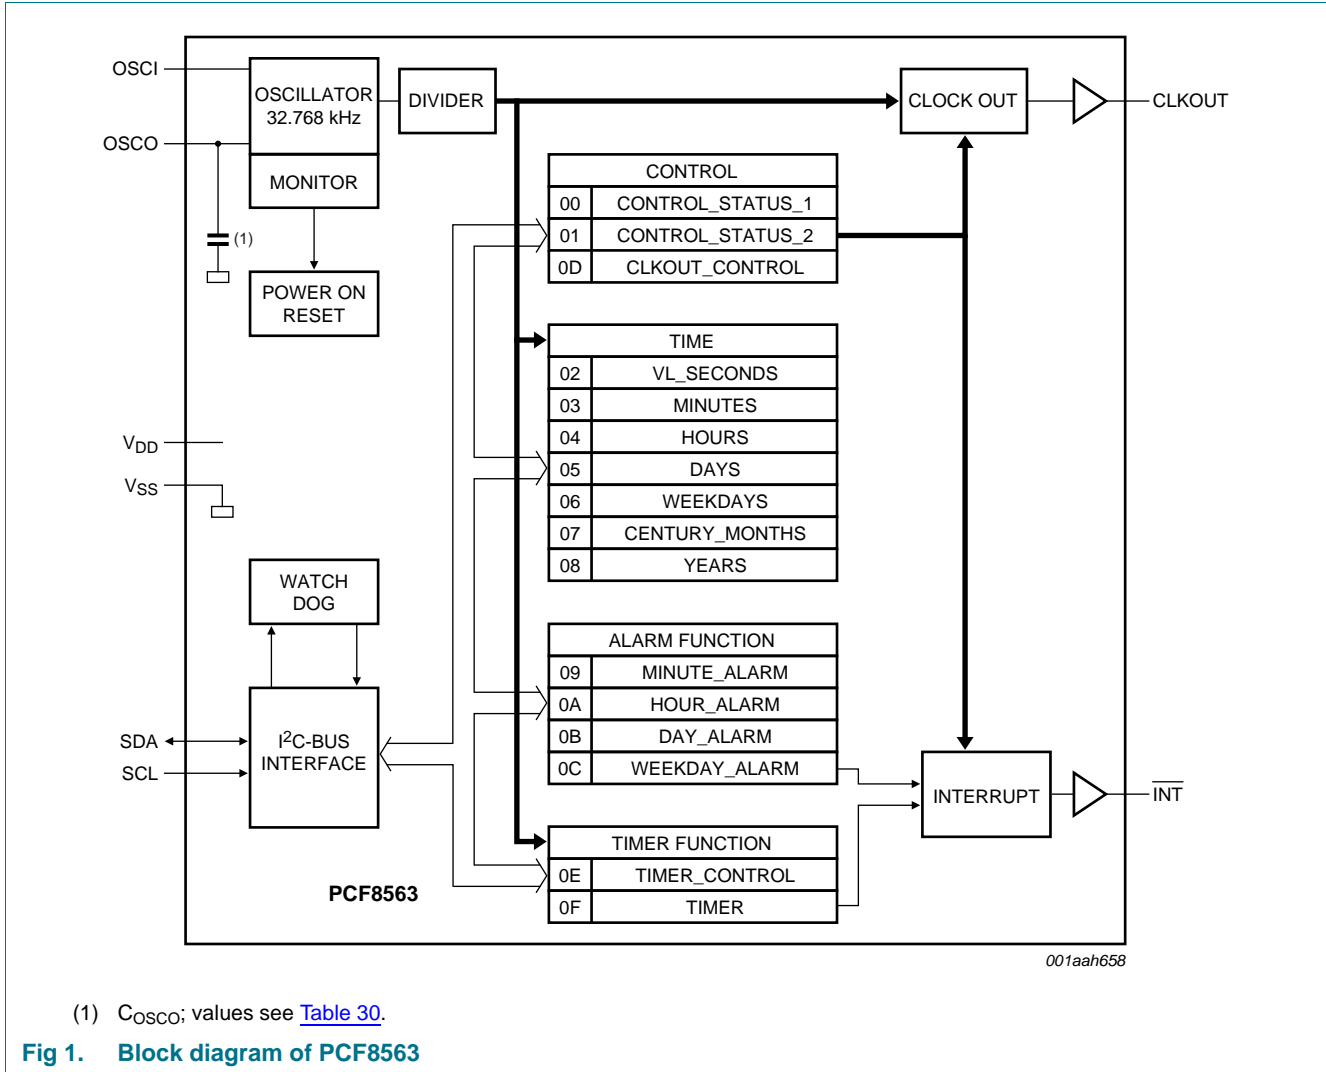 OSCI
OSCILLATOR
32.768 kHz
DIVIDER
CLOCK OUT
CLKOUT
OSCO
MONITOR
(1)
POWER ON
RESET
CONTROL
00 CONTROL_STATUS_1
01 CONTROL_STATUS_2
0D CLKOUT_CONTROL
TIME
02 VL_SECONDS
03 MINUTES
04 HOURS
05 DAYS
06 WEEKDAYS
07 CENTURY_MONTHS
08 YEARS
VDD
VSS
WATCH
DOG
SDA
SCL
I2C-BUS
INTERFACE
ALARM FUNCTION
09 MINUTE_ALARM
0A HOUR_ALARM
0B DAY_ALARM
0C WEEKDAY_ALARM
INTERRUPT
INT
TIMER FUNCTION
0E TIMER_CONTROL
0F TIMER
PCF8563
001aah658
(1) COSCO; values see Table 30.
Fig 1. Block diagram of PCF8563